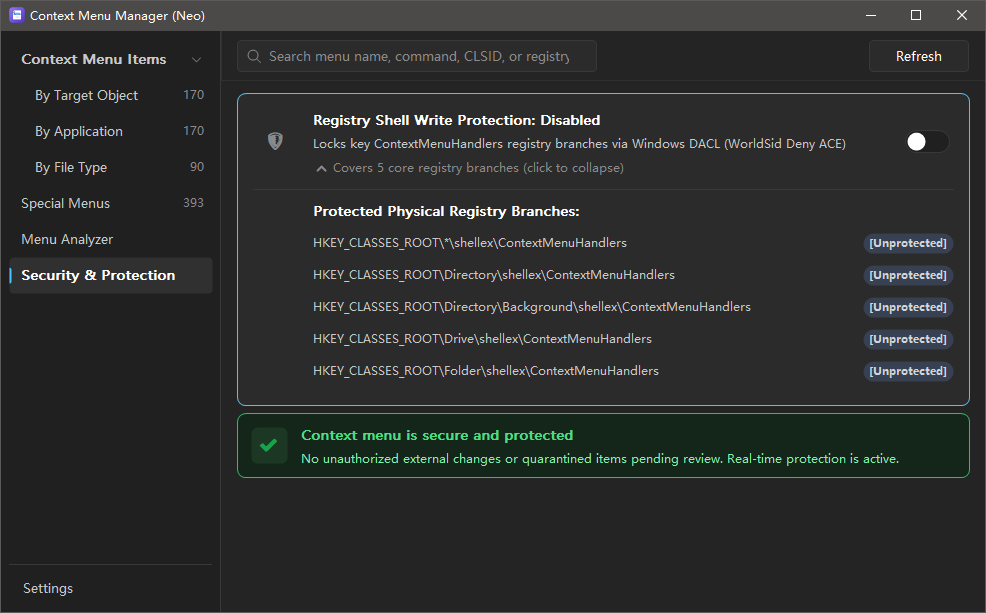 Context Menu Manager (Neo)
Context Menu Items
By Target Object 170
By Application 170
By File Type 90
Special Menus 393
Menu Analyzer
Security & Protection
Settings
Search menu name, command, CLSID, or registry
Refresh
Registry Shell Write Protection: Disabled
Locks key ContextMenuHandlers registry branches via Windows DACL (WorldSid Deny ACE)
Covers 5 core registry branches (click to collapse)
Protected Physical Registry Branches:
HKEY_CLASSES_ROOT\*\shellex\ContextMenuHandlers [Unprotected]
HKEY_CLASSES_ROOT\Directory\shellex\ContextMenuHandlers [Unprotected]
HKEY_CLASSES_ROOT\Directory\Background\shellex\ContextMenuHandlers [Unprotected]
HKEY_CLASSES_ROOT\Drive\shellex\ContextMenuHandlers [Unprotected]
HKEY_CLASSES_ROOT\Folder\shellex\ContextMenuHandlers [Unprotected]
Context menu is secure and protected
No unauthorized external changes or quarantined items pending review. Real-time protection is active.